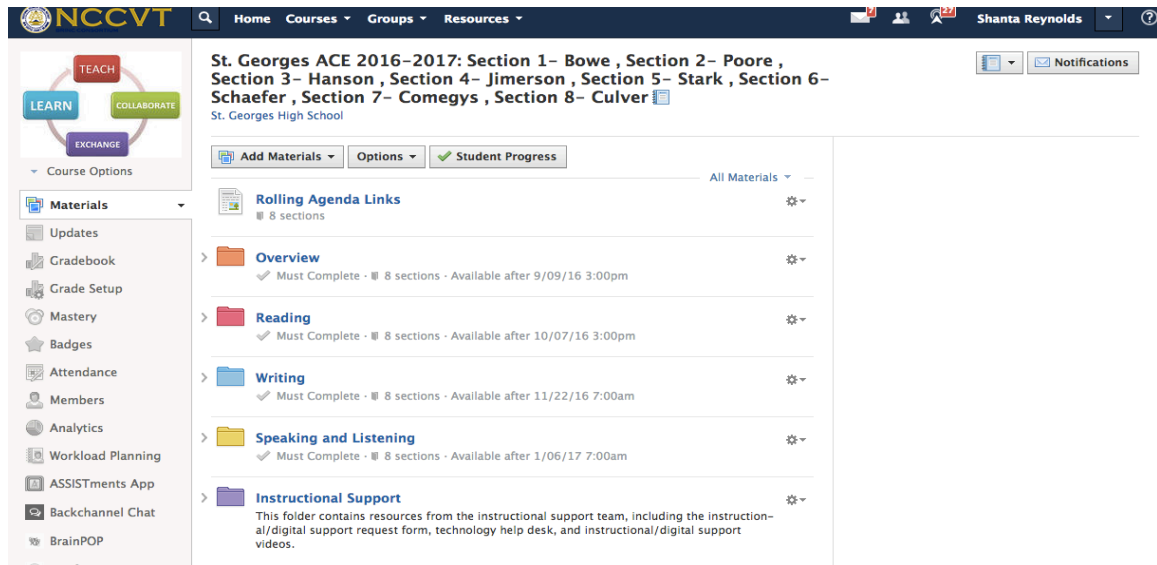 NCCVT
Home Courses Groups Resources
7
27
Shanta Reynolds
TEACH
LEARN
COLLABORATE
EXCHANGE
Course Options
Materials
Updates
Gradebook
Grade Setup
Mastery
Badges
Attendance
Members
Analytics
Workload Planning
ASSISTments App
Backchannel Chat
BrainPOP
St. Georges ACE 2016-2017: Section 1- Bowe , Section 2- Poore ,
Section 3- Hanson , Section 4- Jimerson , Section 5- Stark , Section 6-
Schaefer , Section 7- Comegys , Section 8- Culver
St. Georges High School
Notifications
Add Materials Options Student Progress
All Materials
Rolling Agenda Links
8 sections
Overview
Must Complete · 8 sections · Available after 9/09/16 3:00pm
Reading
Must Complete · 8 sections · Available after 10/07/16 3:00pm
Writing
Must Complete · 8 sections · Available after 11/22/16 7:00am
Speaking and Listening
Must Complete · 8 sections · Available after 1/06/17 7:00am
Instructional Support
This folder contains resources from the instructional support team, including the instruction-
al/digital support request form, technology help desk, and instructional/digital support
videos.